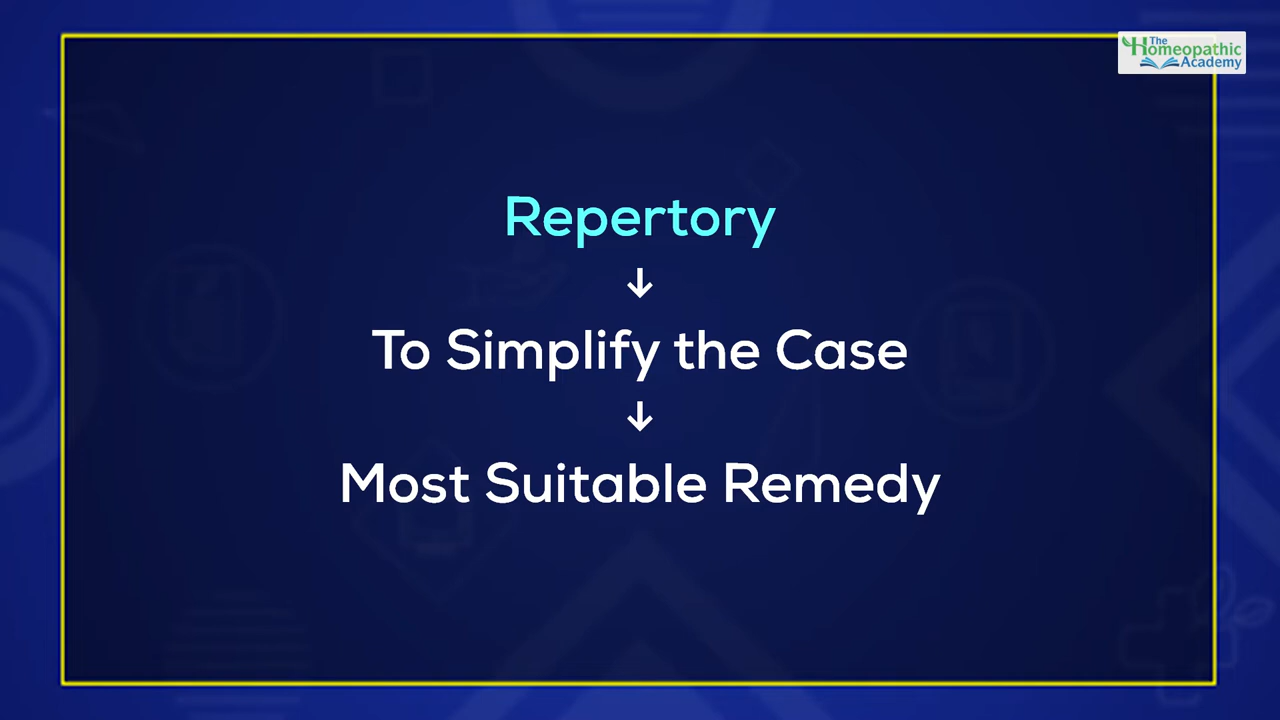 The
Homeopathic
Academy
Repertory
↓
To Simplify the Case
↓
Most Suitable Remedy